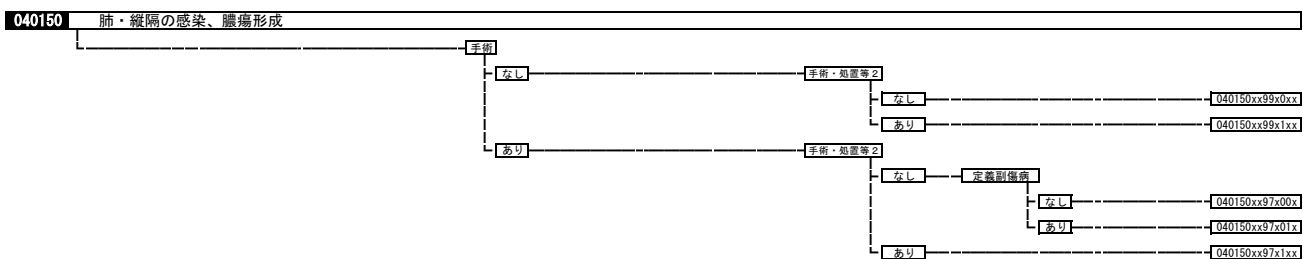 040150 肺・縦隔の感染、膿瘍形成
手術
なし 手術・処置等２
なし 040150xx99x0xx
あり 040150xx99x1xx
あり 手術・処置等２
なし 定義副傷病
なし 040150xx97x00x
あり 040150xx97x01x
あり 040150xx97x1xx